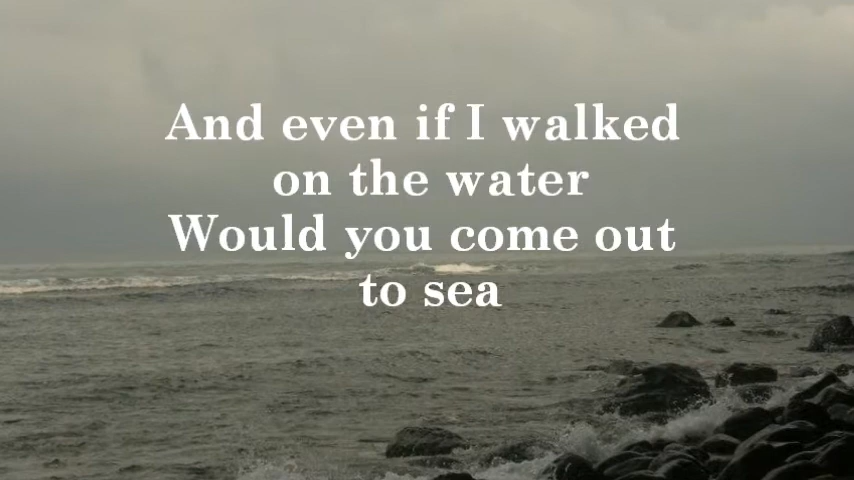 And even if I walked
on the water
Would you come out
to sea